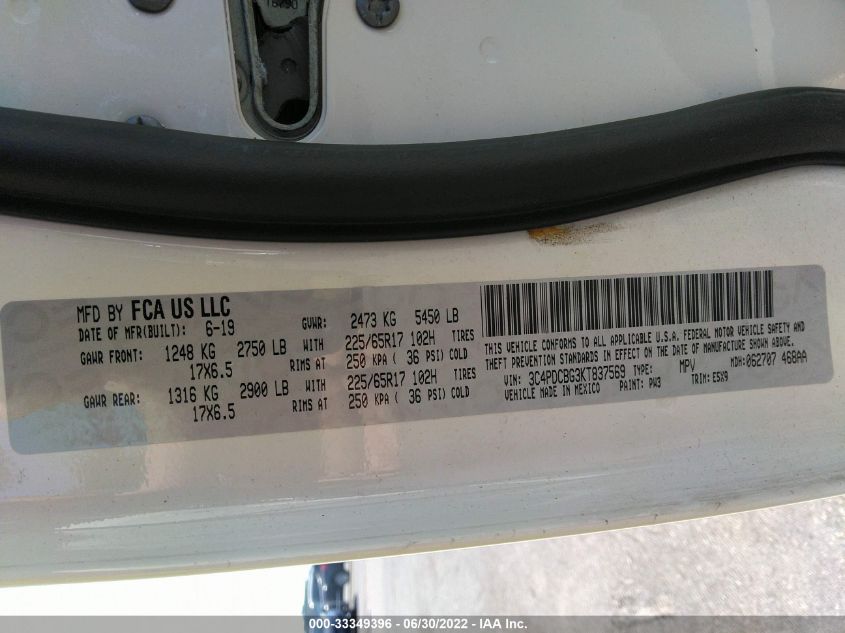 MFD BY FCA US LLC
DATE OF MFR(BUILT): 6-19 GVWR: 2473 KG 5450 LB
GAWR FRONT: 1248 KG 2750 LB WITH 225/65R17 102H TIRES
17X6.5 RIMS AT 250 KPA ( 36 PSI) COLD
GAWR REAR: 1316 KG 2900 LB WITH 225/65R17 102H TIRES
17X6.5 RIMS AT 250 KPA ( 36 PSI) COLD
THIS VEHICLE CONFORMS TO ALL APPLICABLE U.S.A. FEDERAL MOTOR VEHICLE SAFETY AND
THEFT PREVENTION STANDARDS IN EFFECT ON THE DATE OF MANUFACTURE SHOWN ABOVE.
VIN: 3C4PDCBG3KT837569 TYPE: MPV MDH: 062707 468AA
VEHICLE MADE IN MEXICO PAINT: PW3 TRIM: E5X9
000-33349396 - 06/30/2022 - IAA Inc.